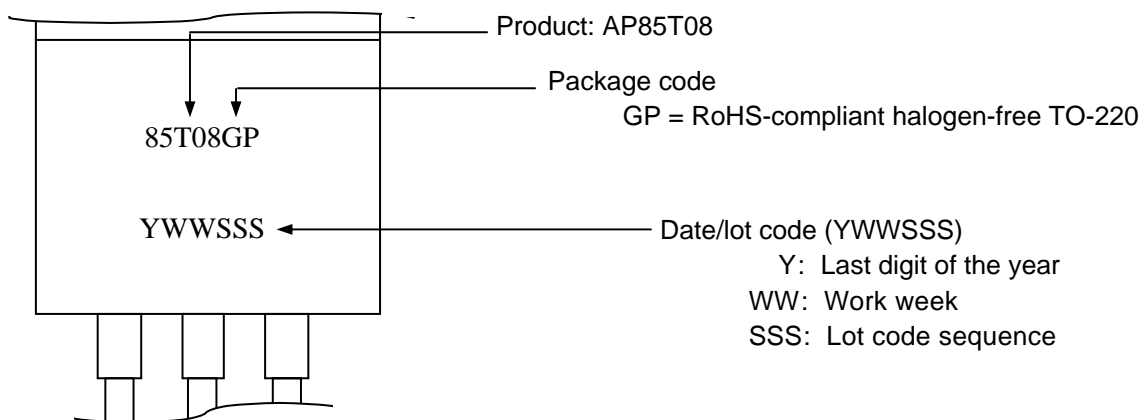 Product: AP85T08
Package code
GP = RoHS-compliant halogen-free TO-220
85T08GP
YWWSSS
Date/lot code (YWWSSS)
Y: Last digit of the year
WW: Work week
SSS: Lot code sequence